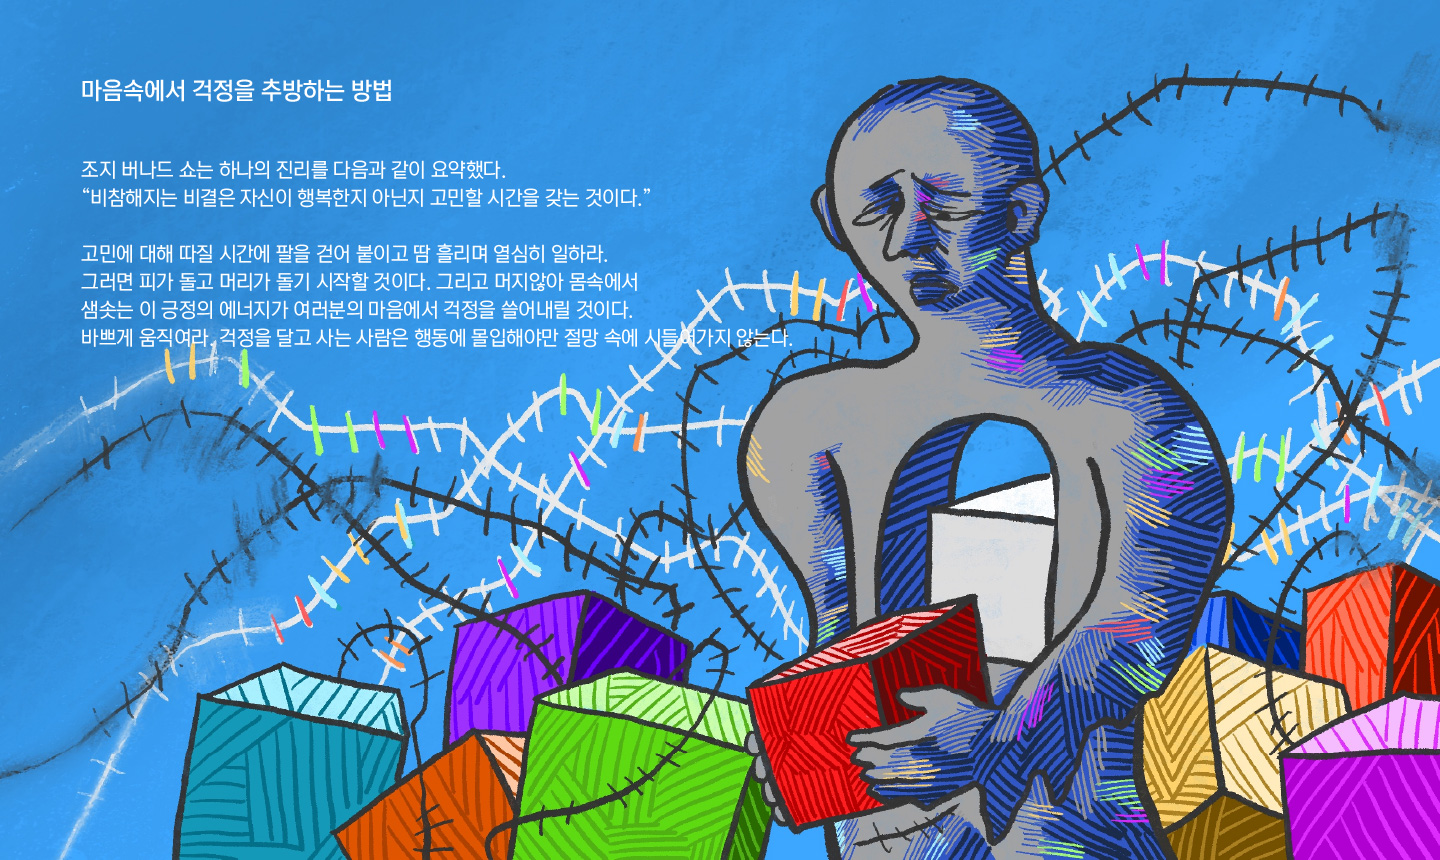 마음속에서 걱정을 추방하는 방법
조지 버나드 쇼는 하나의 진리를 다음과 같이 요약했다.
“비참해지는 비결은 자신이 행복한지 아닌지 고민할 시간을 갖는 것이다.”
고민에 대해 따질 시간에 팔을 걷어 붙이고 땀 흘리며 열심히 일하라.
그러면 피가 돌고 머리가 돌기 시작할 것이다. 그리고 머지않아 몸속에서
샘솟는 이 긍정의 에너지가 여러분의 마음에서 걱정을 쓸어내릴 것이다.
바쁘게 움직여라. 걱정을 달고 사는 사람은 행동에 몰입해야만 절망 속에 시들어가지 않는다.